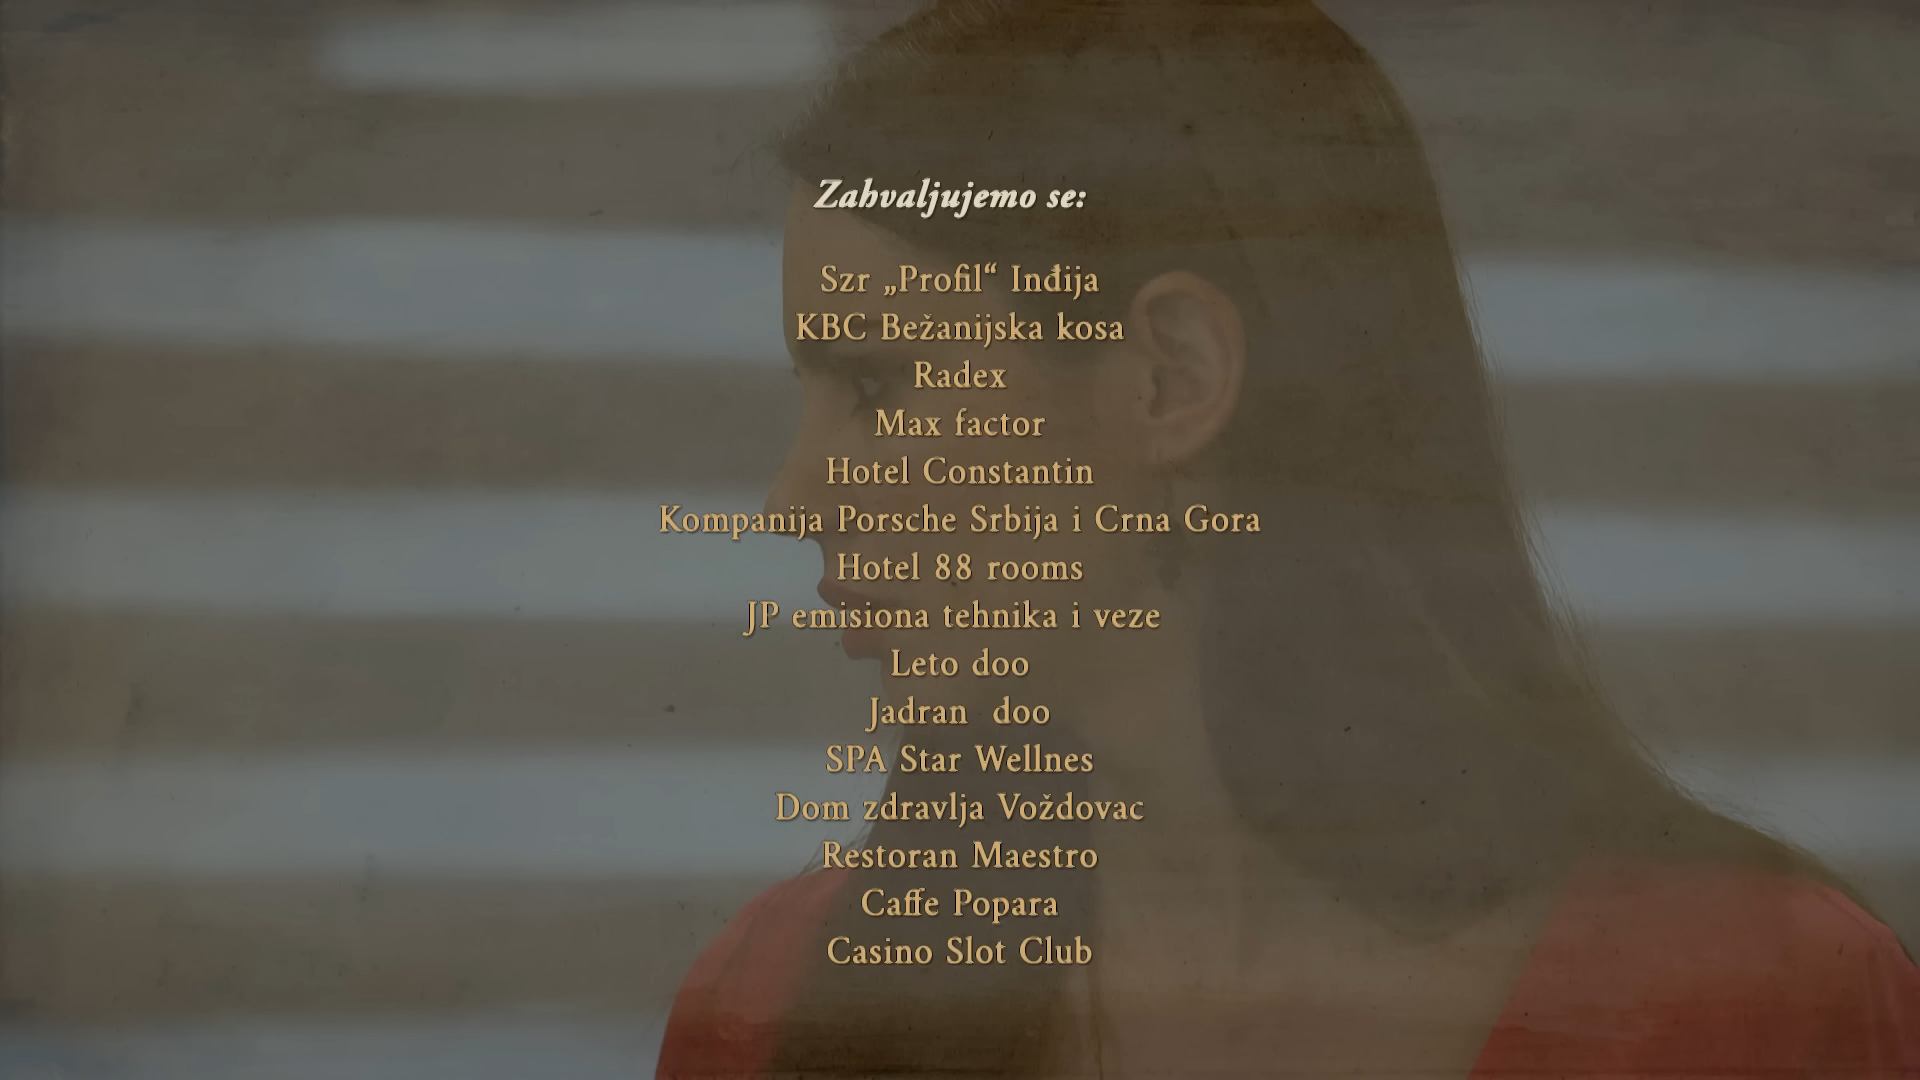 Zahvaljujemo se:
Szr „Profil“ Inđija
KBC Bežanijska kosa
Radex
Max factor
Hotel Constantin
Kompanija Porsche Srbija i Crna Gora
Hotel 88 rooms
JP emisiona tehnika i veze
Leto doo
Jadran doo
SPA Star Wellnes
Dom zdravlja Voždovac
Restoran Maestro
Caffe Popara
Casino Slot Club